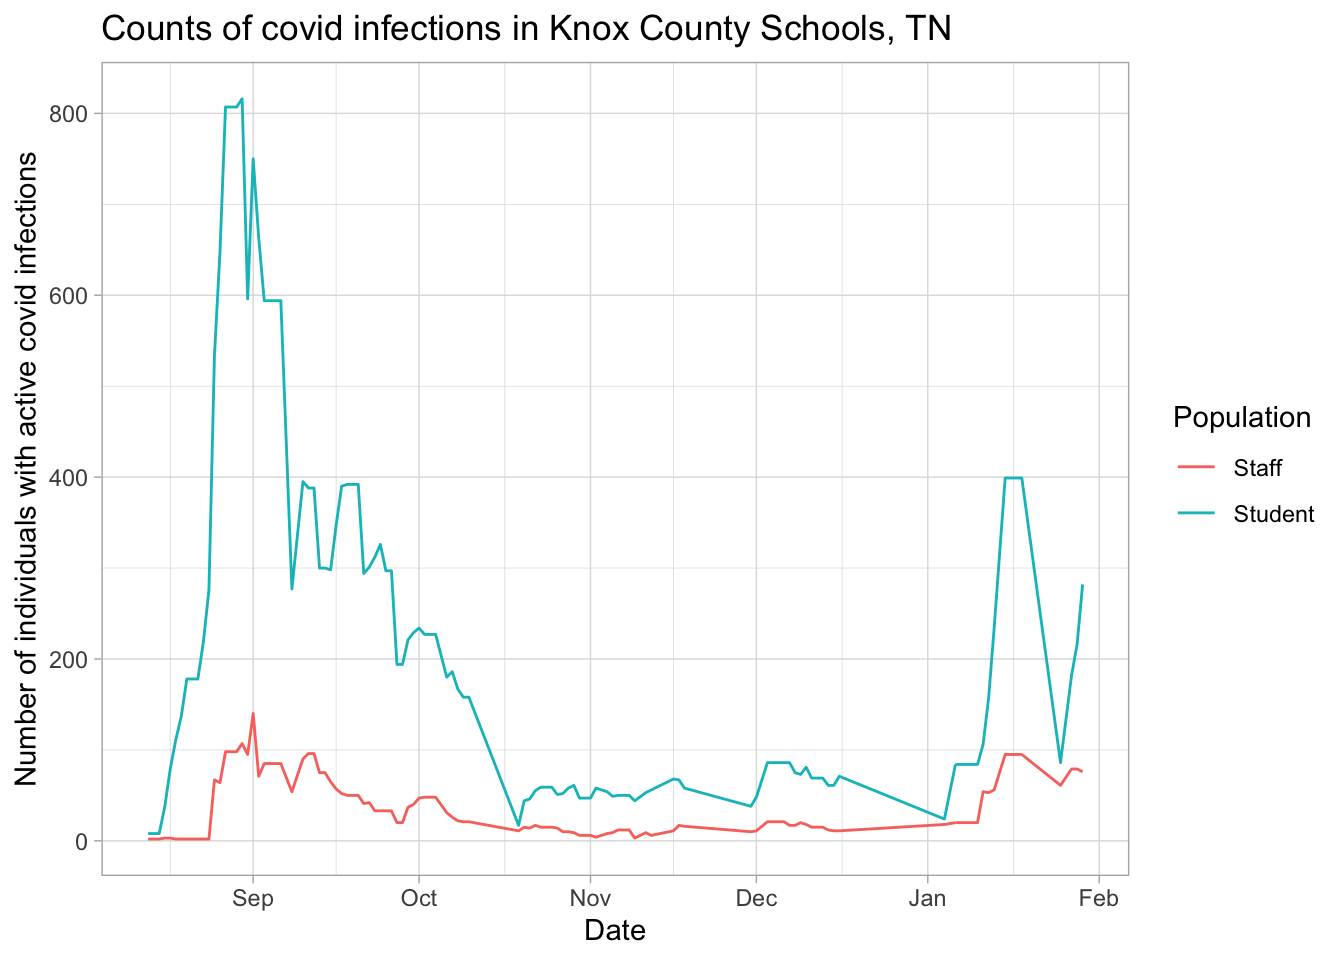 Counts of covid infections in Knox County Schools, TN
Number of individuals with active covid infections
800
600
400
200
0
Sep
Oct
Nov
Dec
Jan
Feb
Date
Population
Staff
Student